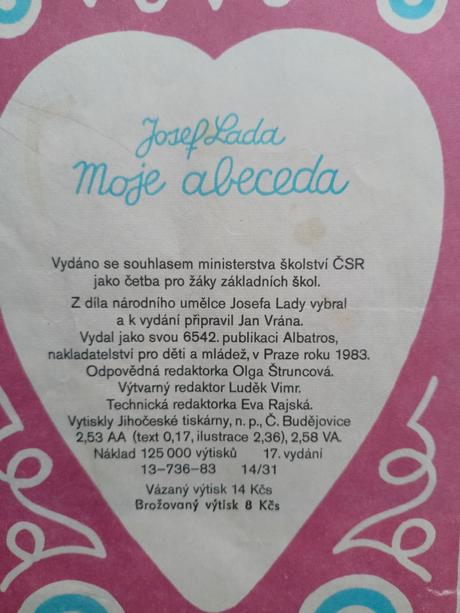 Josef Lada
Moje abeceda
Vydáno se souhlasem ministerstva školství ČSR
jako četba pro žáky základních škol.
Z díla národního umělce Josefa Lady vybral
a k vydání připravil Jan Vrána.
Vydal jako svou 6542. publikaci Albatros,
nakladatelství pro děti a mládež, v Praze roku 1983.
Odpovědná redaktorka Olga Štruncová.
Výtvarný redaktor Luděk Vimr.
Technická redaktorka Eva Rajská.
Vytiskly Jihočeské tiskárny, n. p., Č. Budějovice
2,53 AA (text 0,17, ilustrace 2,36), 2,58 VA.
Náklad 125 000 výtisků 17. vydání
13-736-83 14/31
Vázaný výtisk 14 Kčs
Brožovaný výtisk 8 Kčs